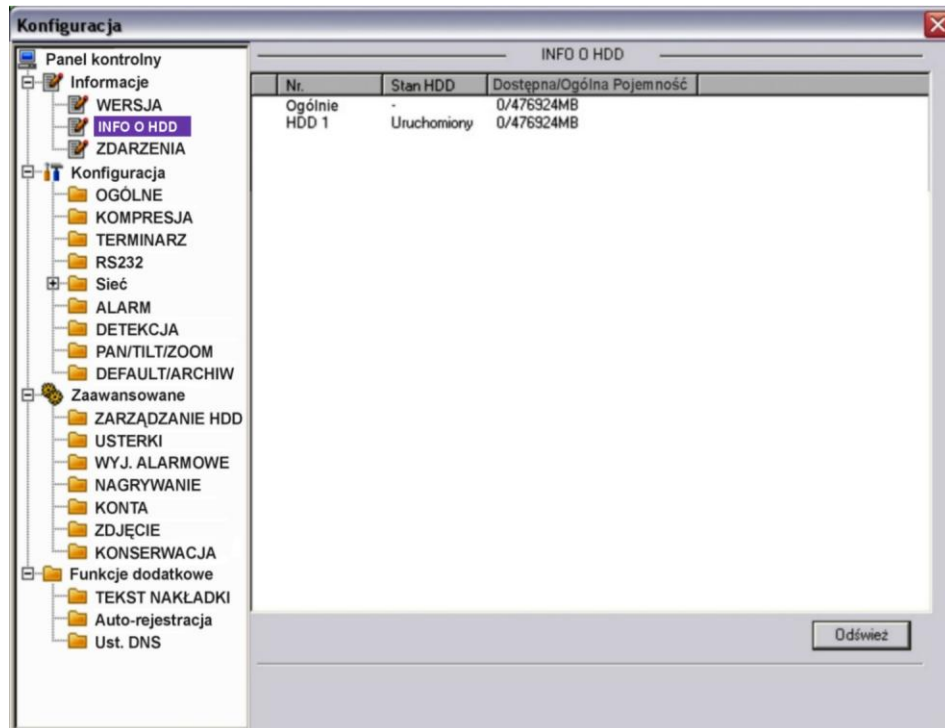 Konfiguracja
Panel kontrolny
Informacje
WERSJA
INFO O HDD
ZDARZENIA
Konfiguracja
OGÓLNE
KOMPRESJA
TERMINARZ
RS232
Sieć
ALARM
DETEKCJA
PAN/TILT/ZOOM
DEFAULT/ARCHIW
Zaawansowane
ZARZĄDZANIE HDD
USTERKI
WYJ. ALARMOWE
NAGRYWANIE
KONTA
ZDJĘCIE
KONSERWACJA
Funkcje dodatkowe
TEKST NAKŁADKI
Auto-rejestracja
Ust. DNS
INFO O HDD
Nr. Stan HDD Dostępna/Ogólna Pojemność
Ogólnie - 0/476924MB
HDD 1 Uruchomiony 0/476924MB
Odśwież